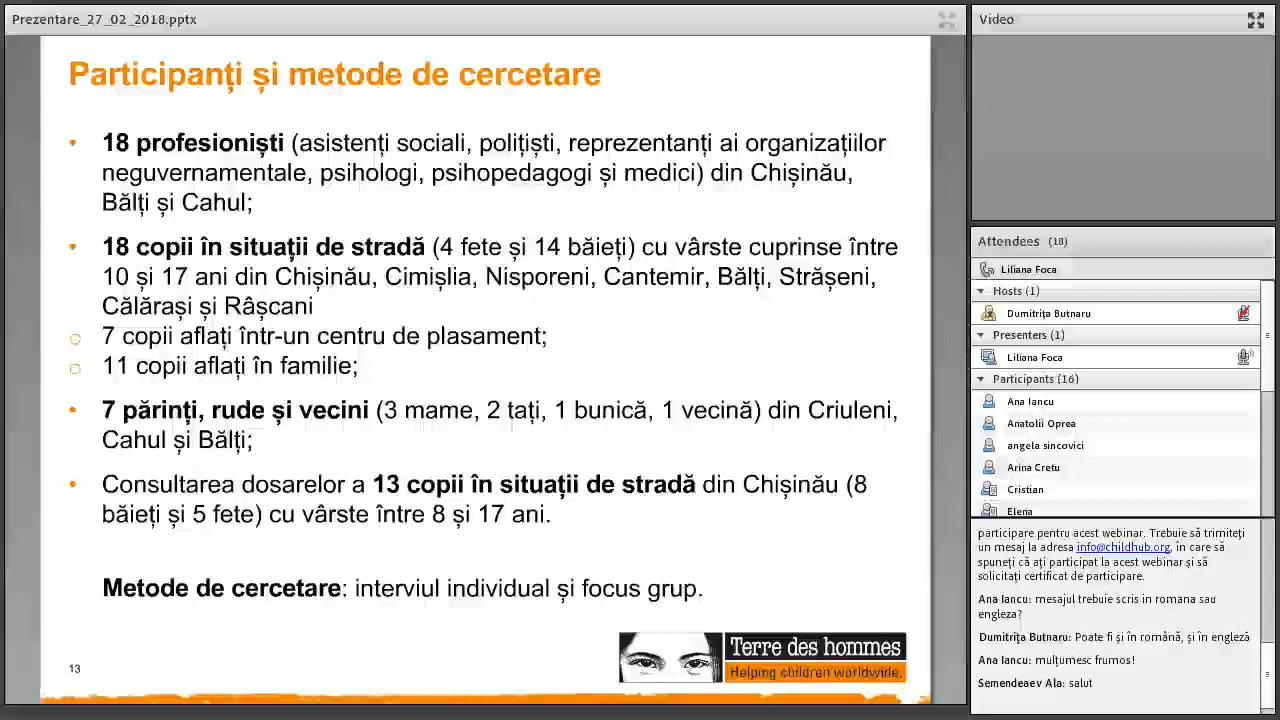 Prezentare_27_02_2018.pptx
Participanți și metode de cercetare
• 18 profesioniști (asistenți sociali, polițiști, reprezentanți ai organizațiilor
neguvernamentale, psihologi, psihopedagogi și medici) din Chișinău,
Bălți și Cahul;
• 18 copii în situații de stradă (4 fete și 14 băieți) cu vârste cuprinse între
10 și 17 ani din Chișinău, Cimișlia, Nisporeni, Cantemir, Bălți, Strășeni,
Călărași și Râșcani
○ 7 copii aflați într-un centru de plasament;
○ 11 copii aflați în familie;
• 7 părinți, rude și vecini (3 mame, 2 tați, 1 bunică, 1 vecină) din Criuleni,
Cahul și Bălți;
• Consultarea dosarelor a 13 copii în situații de stradă din Chișinău (8
băieți și 5 fete) cu vârste între 8 și 17 ani.
Metode de cercetare: interviul individual și focus grup.
13
Terre des hommes
Helping children worldwide.
Video
Attendees (18)
Liliana Foca
Hosts (1)
Dumitrița Butnaru
Presenters (1)
Liliana Foca
Participants (16)
Ana Iancu
Anatolii Oprea
angela sincovici
Arina Cretu
Cristian
Elena
participare pentru acest webinar. Trebuie să trimiteți
un mesaj la adresa info@childhub.org, în care să
spuneți că ați participat la acest webinar și să
solicitați certificat de participare.
Ana Iancu: mesajul trebuie scris in romana sau
engleza?
Dumitrița Butnaru: Poate fi și în română, și în engleză
Ana Iancu: mulțumesc frumos!
Semendeaev Ala: salut